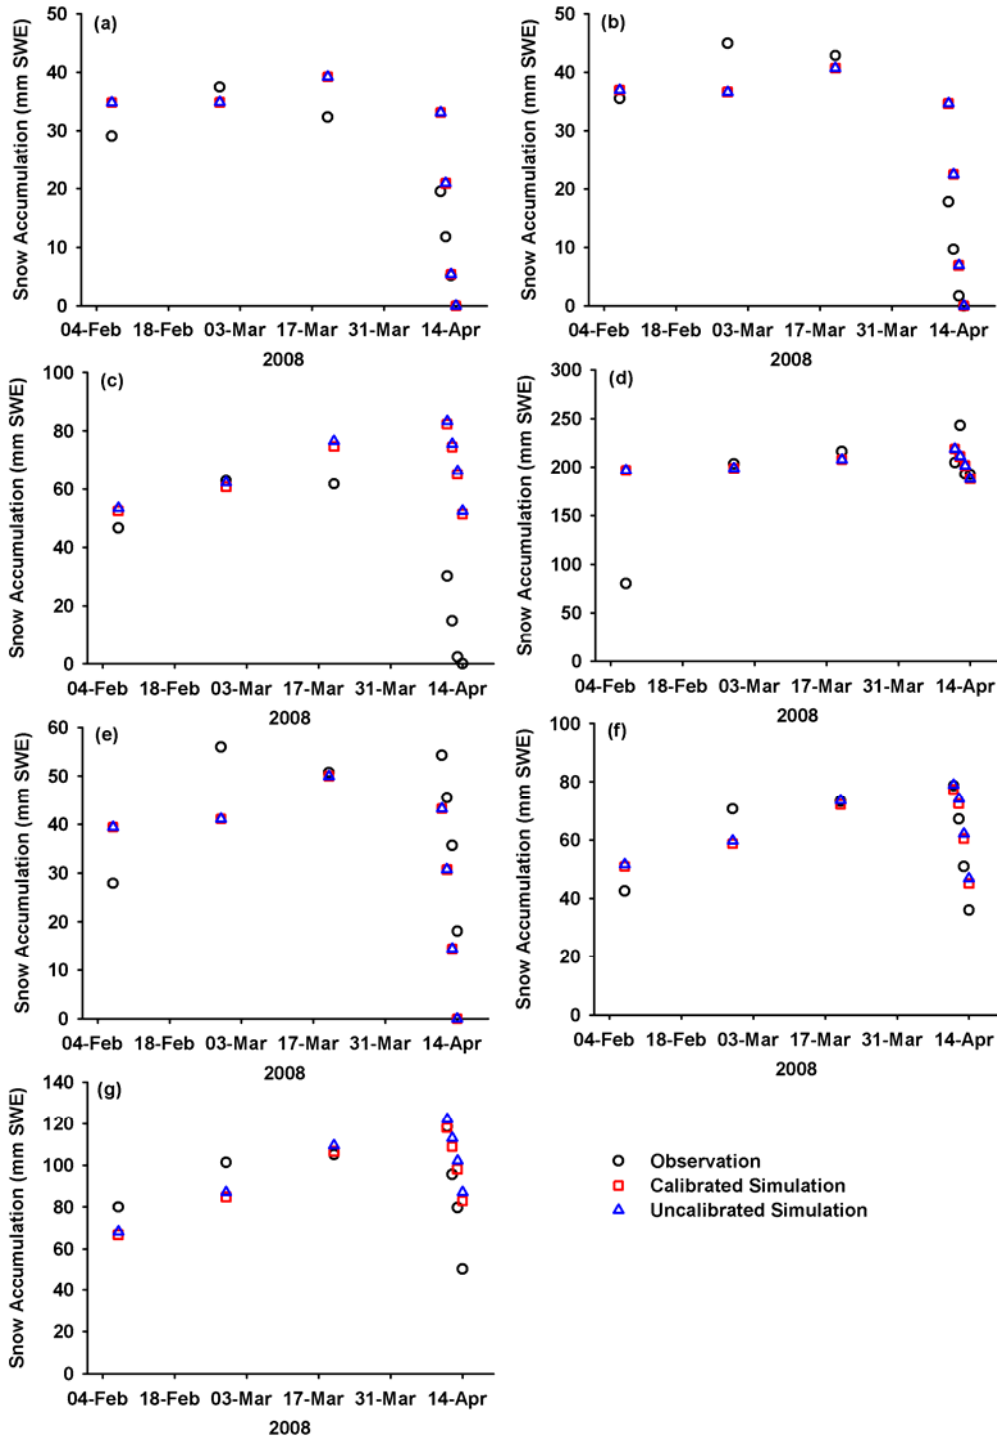 (a)
Snow Accumulation (mm SWE)
50
40
30
20
10
0
04-Feb 18-Feb 03-Mar 17-Mar 31-Mar 14-Apr
2008
(b)
Snow Accumulation (mm SWE)
50
40
30
20
10
0
04-Feb 18-Feb 03-Mar 17-Mar 31-Mar 14-Apr
2008
(c)
Snow Accumulation (mm SWE)
100
80
60
40
20
0
04-Feb 18-Feb 03-Mar 17-Mar 31-Mar 14-Apr
2008
(d)
Snow Accumulation (mm SWE)
300
250
200
150
100
50
0
04-Feb 18-Feb 03-Mar 17-Mar 31-Mar 14-Apr
2008
(e)
Snow Accumulation (mm SWE)
60
50
40
30
20
10
0
04-Feb 18-Feb 03-Mar 17-Mar 31-Mar 14-Apr
2008
(f)
Snow Accumulation (mm SWE)
100
80
60
40
20
0
04-Feb 18-Feb 03-Mar 17-Mar 31-Mar 14-Apr
2008
(g)
Snow Accumulation (mm SWE)
140
120
100
80
60
40
20
0
04-Feb 18-Feb 03-Mar 17-Mar 31-Mar 14-Apr
2008
Observation
Calibrated Simulation
Uncalibrated Simulation